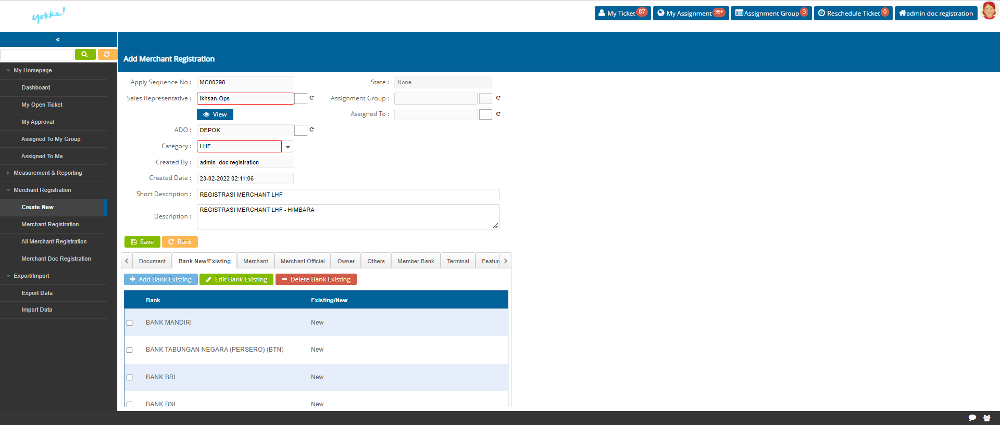 yokke!
My Ticket 87
My Assignment 99+
Assignment Group 3
Reschedule Ticket 0
admin doc registration
«
Add Merchant Registration
My Homepage
Dashboard
My Open Ticket
My Approval
Assigned To My Group
Assigned To Me
Measurement & Reporting
Merchant Registration
Create New
Merchant Registration
All Merchant Registration
Merchant Doc Registration
Export/Import
Export Data
Import Data
Apply Sequence No : MC00298
State : None
Sales Representative : Ikhsan-Ops
Assignment Group :
View
Assigned To :
ADO : DEPOK
Category : LHF
Created By : admin doc registration
Created Date : 23-02-2022 02:11:06
Short Description : REGISTRASI MERCHANT LHF
Description : REGISTRASI MERCHANT LHF - HIMBARA
Save Back
Document Bank New/Existing Merchant Merchant Official Owner Others Member Bank Terminal Featur
Add Bank Existing Edit Bank Existing Delete Bank Existing
Bank Existing/New
BANK MANDIRI New
BANK TABUNGAN NEGARA (PERSERO) (BTN) New
BANK BRI New
BANK BNI New